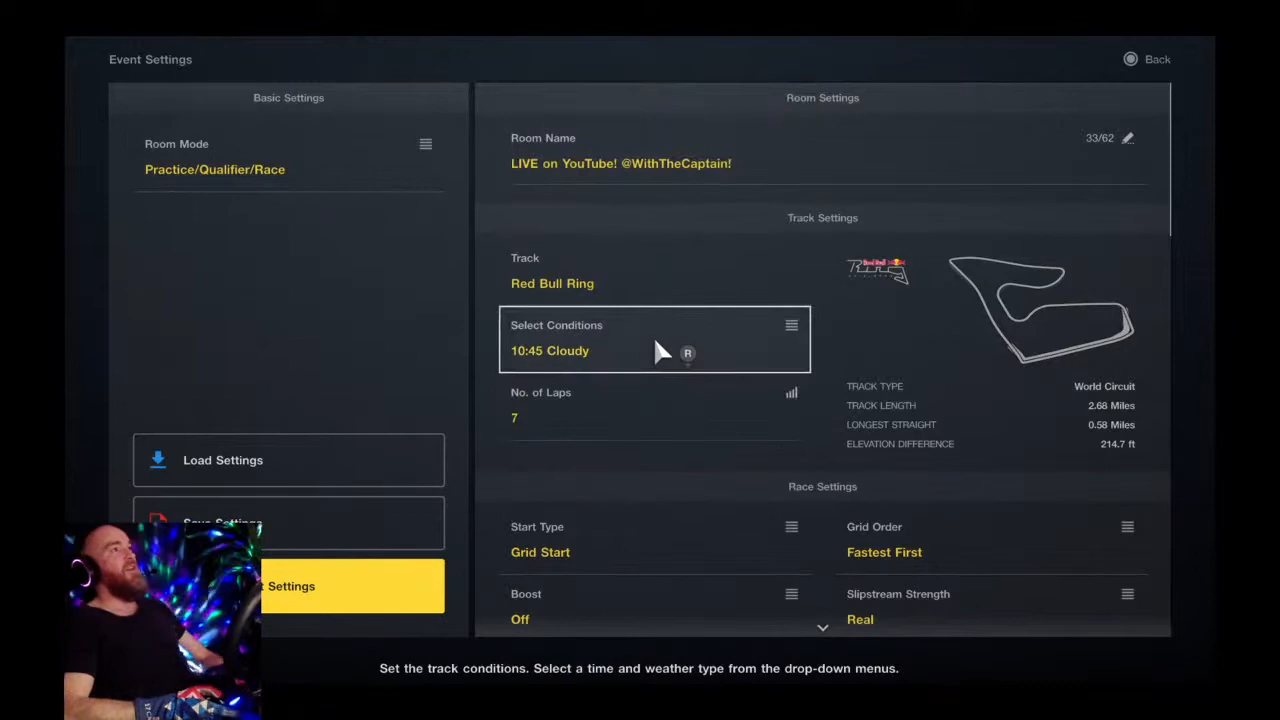 Event Settings
Back
Basic Settings
Room Mode
Practice/Qualifier/Race
Load Settings
Save Settings
Settings
Room Settings
Room Name
33/62
LIVE on YouTube! @WithTheCaptain!
Track Settings
Track
Red Bull Ring
Select Conditions
10:45 Cloudy
R
No. of Laps
7
Red Bull
TRACK TYPE World Circuit
TRACK LENGTH 2.68 Miles
LONGEST STRAIGHT 0.58 Miles
ELEVATION DIFFERENCE 214.7 ft
Race Settings
Start Type
Grid Start
Grid Order
Fastest First
Boost
Off
Slipstream Strength
Real
Set the track conditions. Select a time and weather type from the drop-down menus.